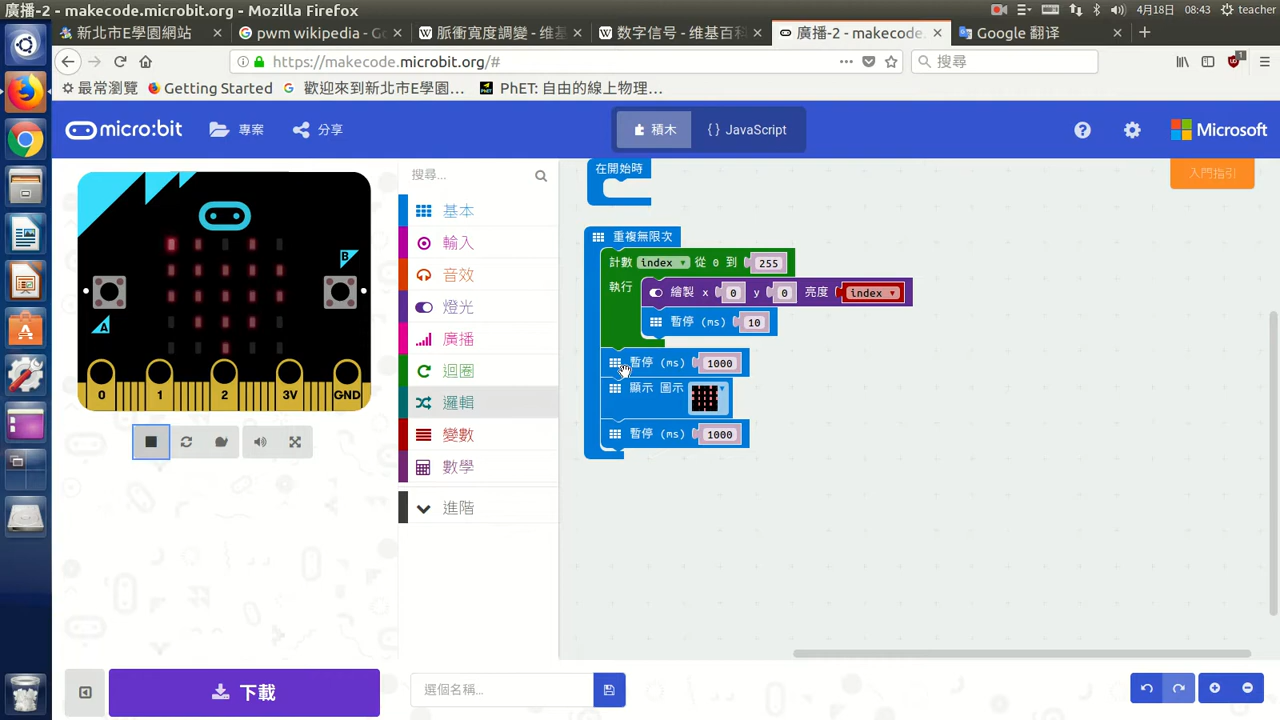 廣播-2 - makecode.microbit.org - Mozilla Firefox
4月18日 08:43 teacher
新北市E學園網站
pwm wikipedia - Go
脈衝寬度調變 - 维基
数字信号 - 维基百科
廣播-2 - makecode.
Google 翻译
https://makecode.microbit.org/#
搜尋
最常瀏覽
Getting Started
歡迎來到新北市E學園…
PhET: 自由的線上物理…
micro:bit
專案
分享
積木
{ } JavaScript
Microsoft
搜尋...
在開始時
入門指引
基本
輸入
音效
燈光
廣播
迴圈
邏輯
變數
數學
進階
重複無限次
計數 index 從 0 到 255
執行
繪製 x 0 y 0 亮度 index
暫停 (ms) 10
暫停 (ms) 1000
顯示 圖示
暫停 (ms) 1000
B
A
0 1 2 3V GND
下載
選個名稱...